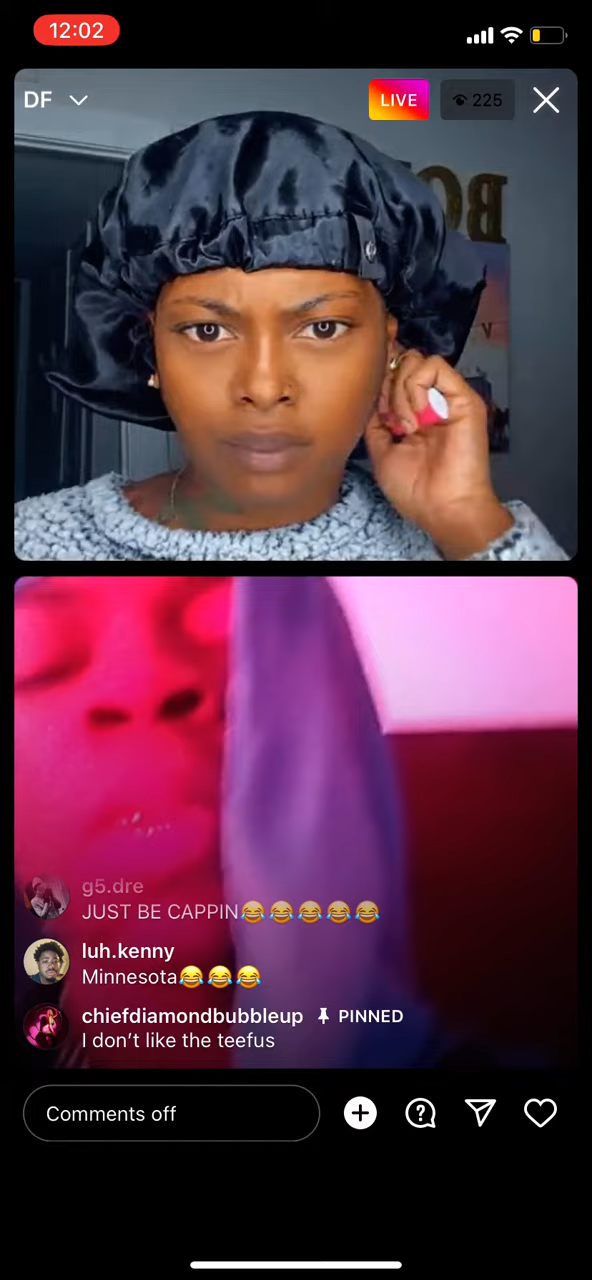 12:02
DF
LIVE
225
g5.dre
JUST BE CAPPIN😂😂😂😂😂
luh.kenny
Minnesota😂😂😂
chiefdiamondbubbleup PINNED
I don't like the teefus
Comments off